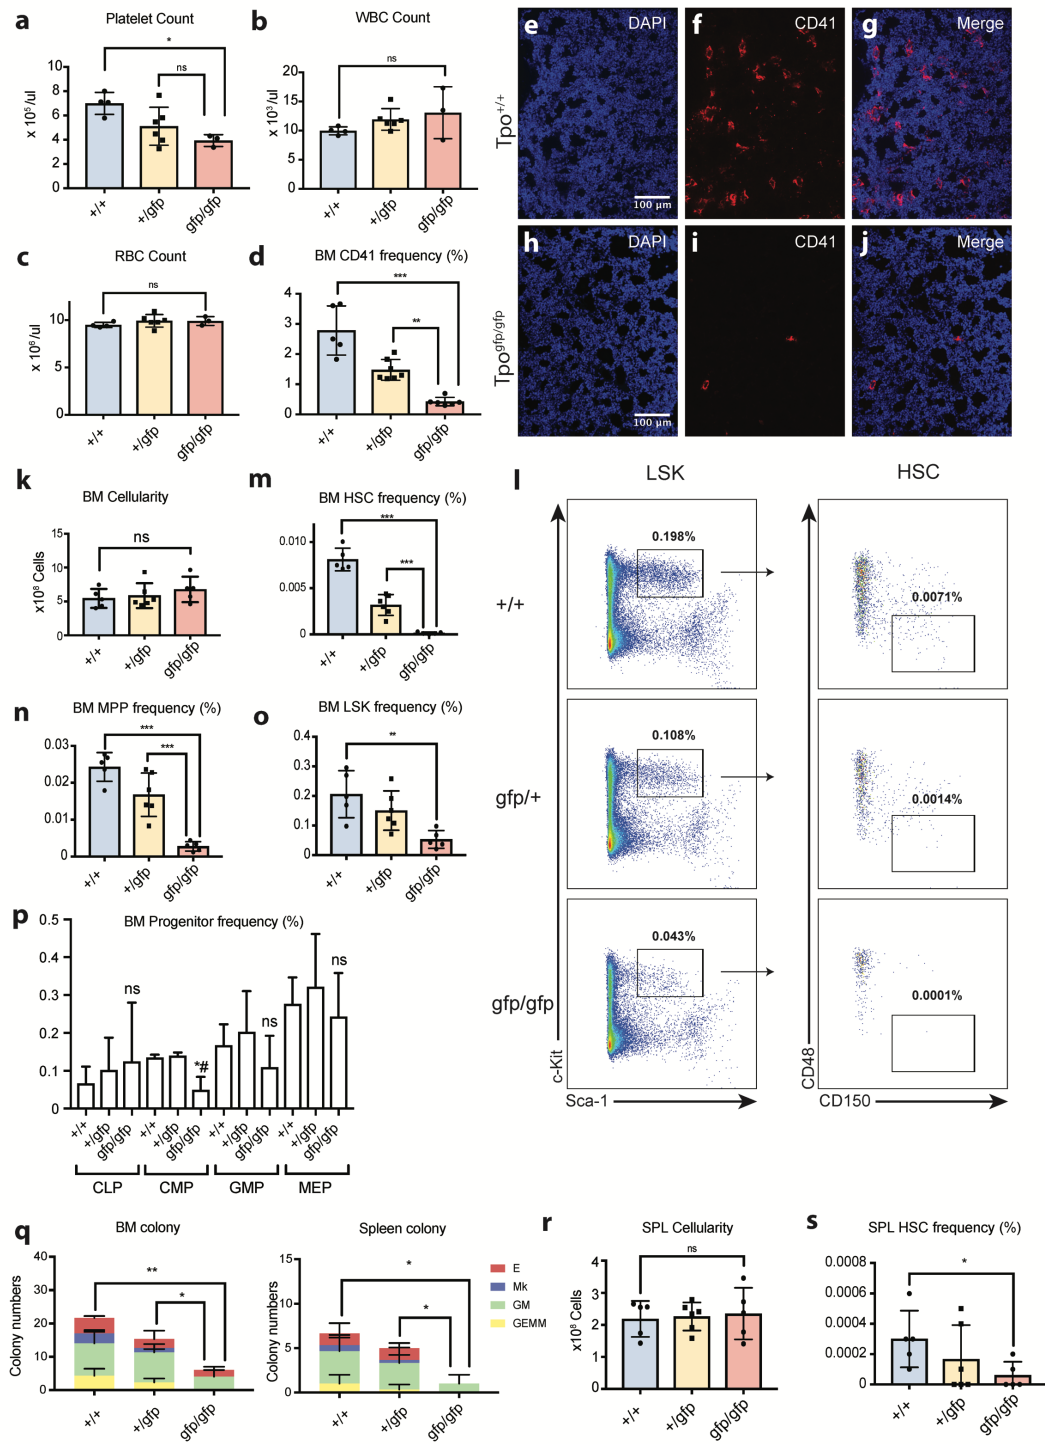 a
Platelet Count
*
ns
x 10⁵/ul
8
6
4
2
0
+/+
+/gfp
gfp/gfp
b
WBC Count
ns
x 10³/ul
20
15
10
5
0
+/+
+/gfp
gfp/gfp
c
RBC Count
ns
x 10⁶/ul
10
5
0
+/+
+/gfp
gfp/gfp
d
BM CD41 frequency (%)
***
**
4
3
2
1
0
+/+
+/gfp
gfp/gfp
e
DAPI
f
CD41
g
Merge
Tpo+/+
100 µm
100 µm
h
DAPI
i
CD41
j
Merge
Tpogfp/gfp
100 µm
100 µm
k
BM Cellularity
ns
x10⁸ Cells
15
10
5
0
+/+
+/gfp
gfp/gfp
m
BM HSC frequency (%)
***
***
0.010
0.005
0
+/+
+/gfp
gfp/gfp
l
LSK
HSC
+/+
0.198%
0.0071%
gfp/+
0.108%
0.0014%
gfp/gfp
0.043%
0.0001%
c-Kit
Sca-1
CD48
CD150
n
BM MPP frequency (%)
***
***
0.03
0.02
0.01
0
+/+
+/gfp
gfp/gfp
o
BM LSK frequency (%)
**
0.4
0.3
0.2
0.1
0
+/+
+/gfp
gfp/gfp
p
BM Progenitor frequency (%)
0.5
0.4
0.3
0.2
0.1
0
ns
*#
ns
ns
+/+
+/gfp
gfp/gfp
+/+
+/gfp
gfp/gfp
+/+
+/gfp
gfp/gfp
+/+
+/gfp
gfp/gfp
CLP
CMP
GMP
MEP
q
BM colony
**
*
Colony numbers
40
30
20
10
0
+/+
+/gfp
gfp/gfp
Spleen colony
*
*
Colony numbers
15
10
5
0
+/+
+/gfp
gfp/gfp
E
Mk
GM
GEMM
r
SPL Cellularity
ns
x10⁸ Cells
4
3
2
1
0
+/+
+/gfp
gfp/gfp
s
SPL HSC frequency (%)
*
0.0008
0.0006
0.0004
0.0002
0
+/+
+/gfp
gfp/gfp